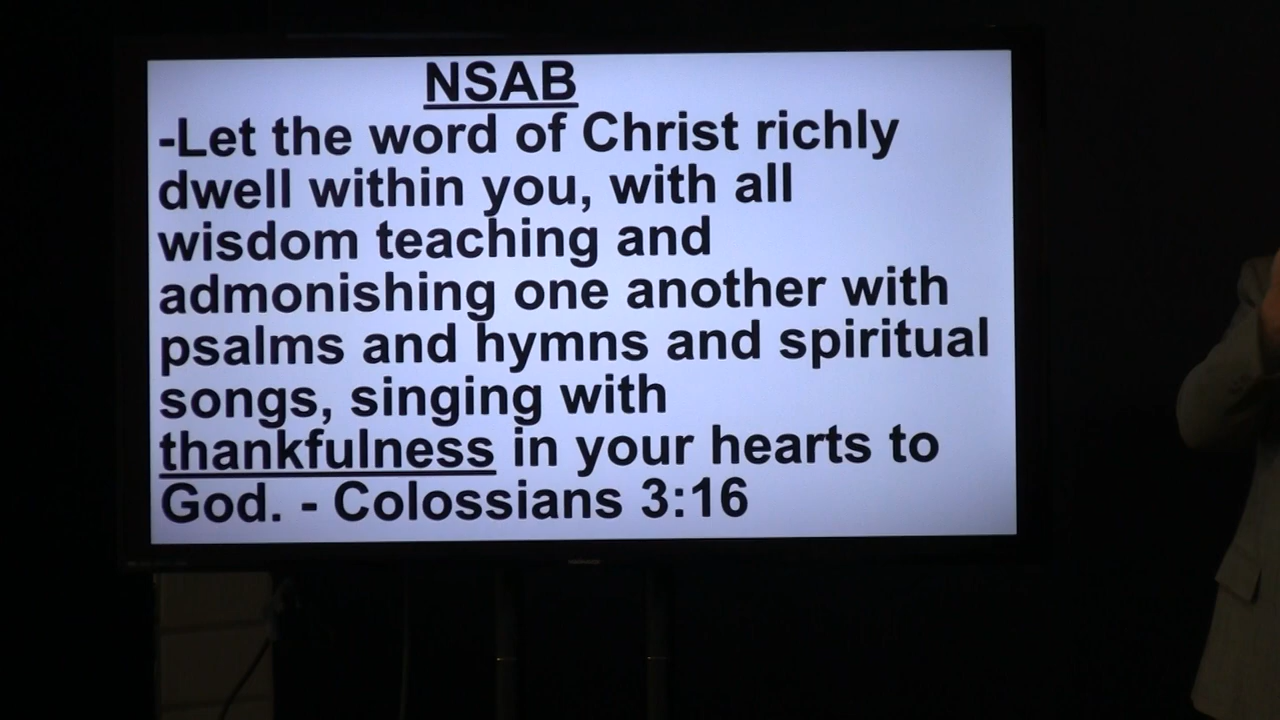 NSAB
-Let the word of Christ richly
dwell within you, with all
wisdom teaching and
admonishing one another with
psalms and hymns and spiritual
songs, singing with
thankfulness in your hearts to
God. - Colossians 3:16